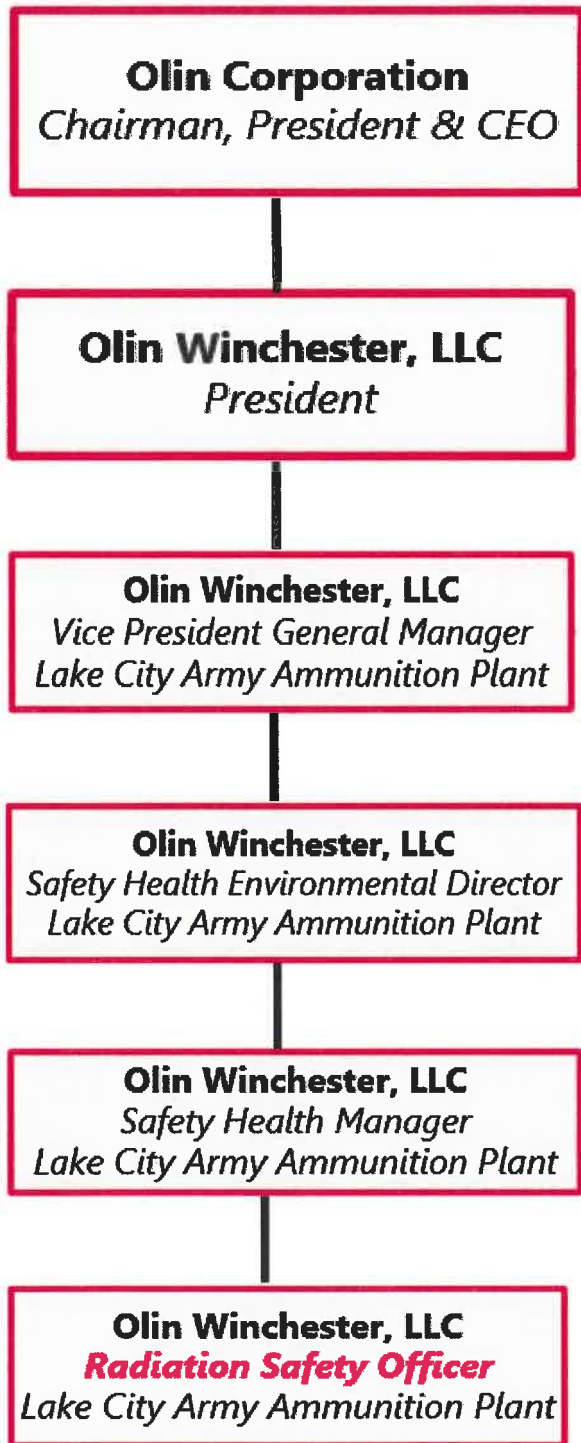 Olin Corporation
Chairman, President & CEO
Olin Winchester, LLC
President
Olin Winchester, LLC
Vice President General Manager
Lake City Army Ammunition Plant
Olin Winchester, LLC
Safety Health Environmental Director
Lake City Army Ammunition Plant
Olin Winchester, LLC
Safety Health Manager
Lake City Army Ammunition Plant
Olin Winchester, LLC
Radiation Safety Officer
Lake City Army Ammunition Plant